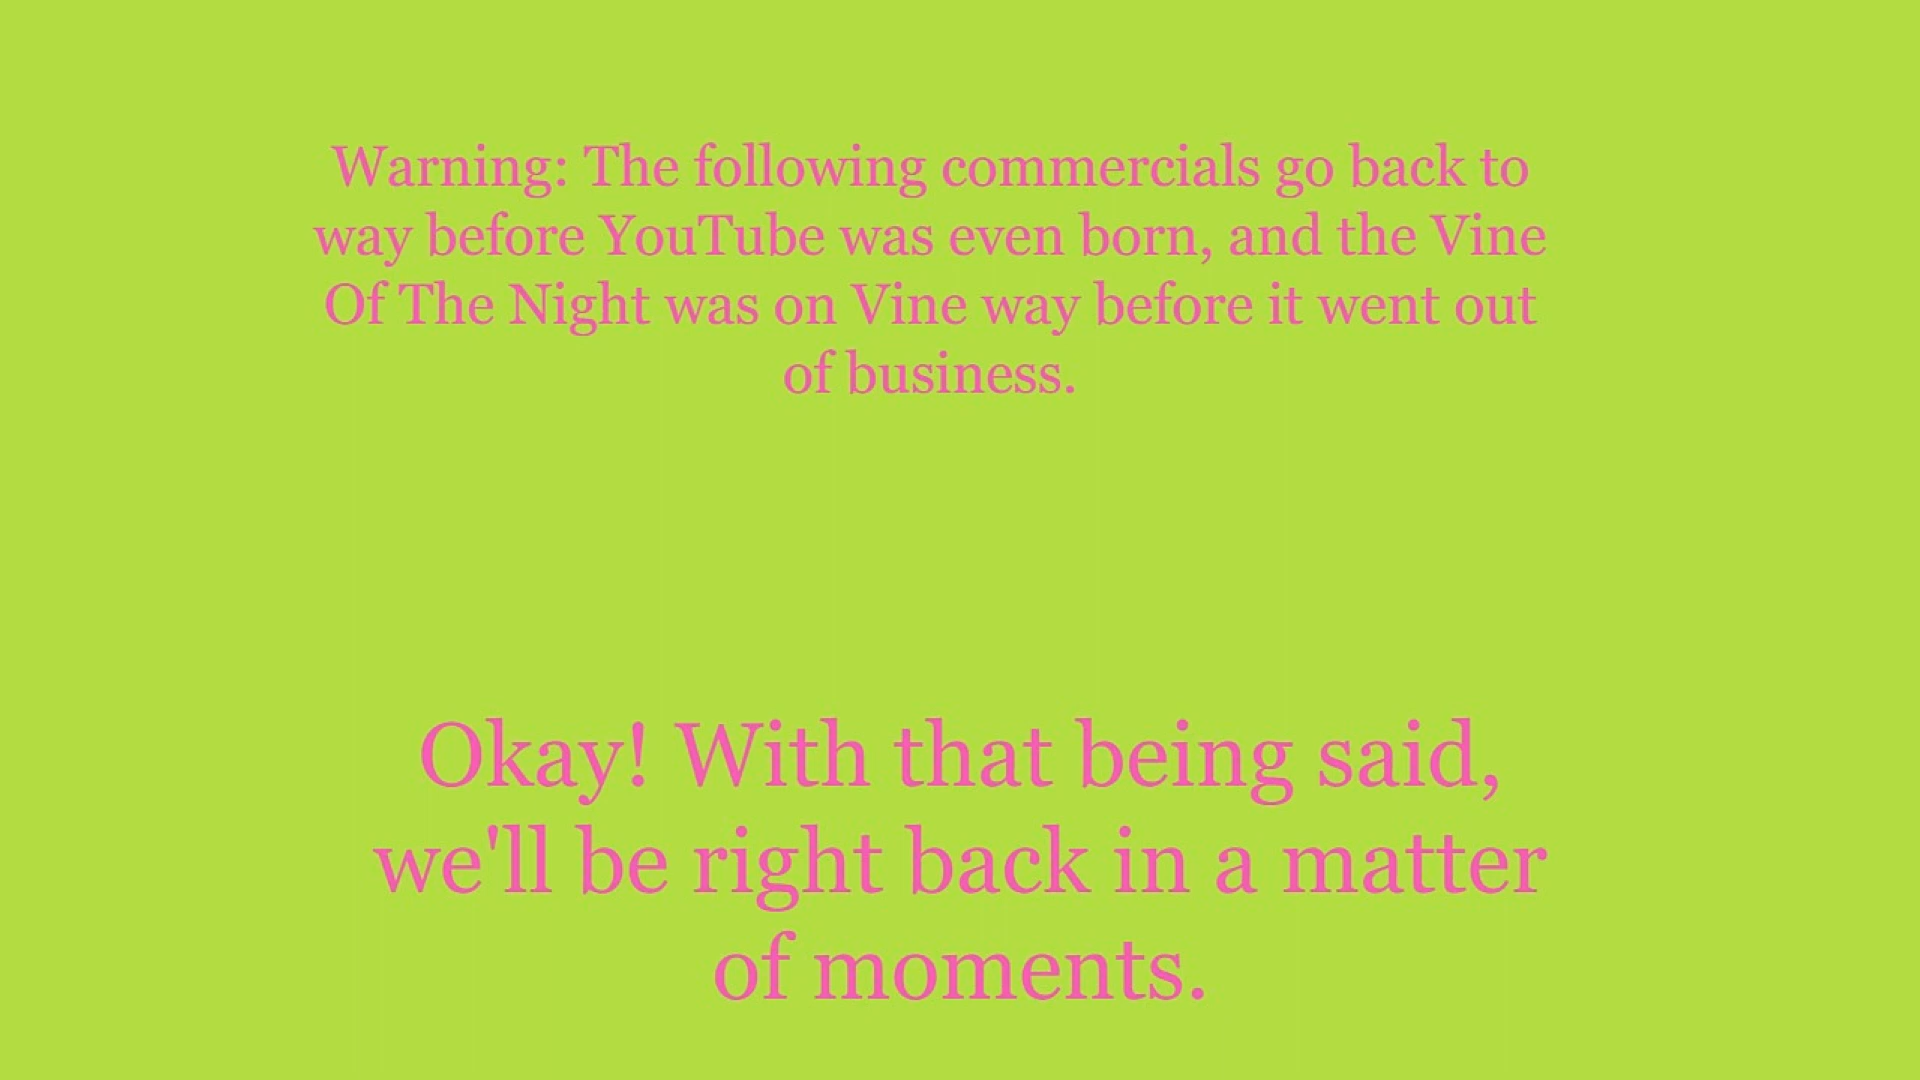 Warning: The following commercials go back to
way before YouTube was even born, and the Vine
Of The Night was on Vine way before it went out
of business.
Okay! With that being said,
we'll be right back in a matter
of moments.